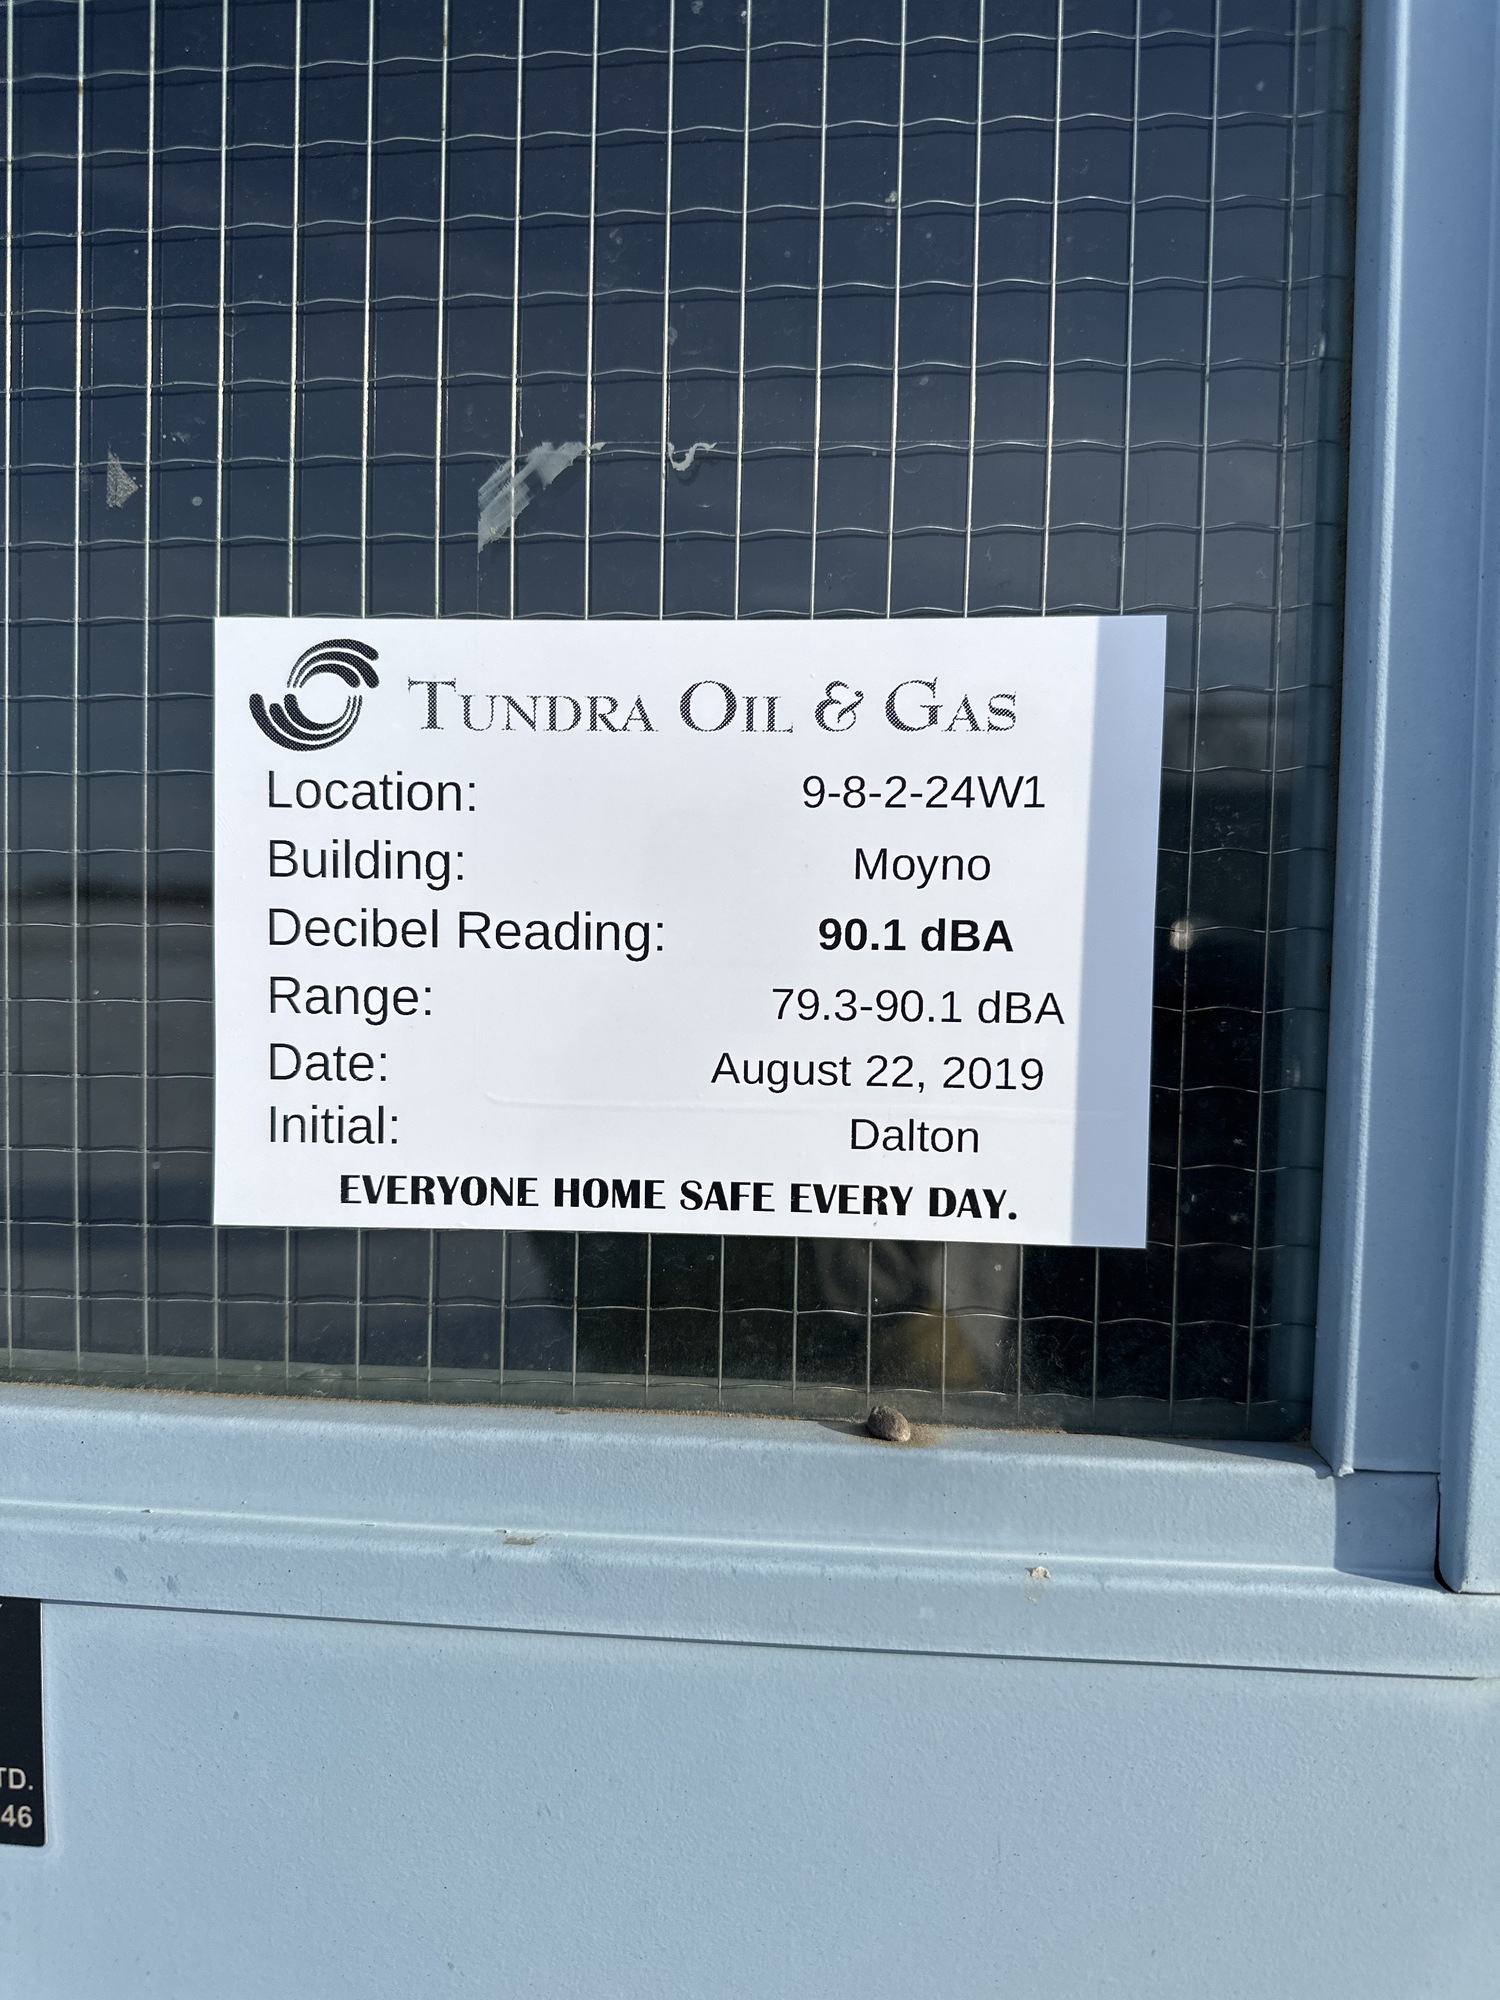 TUNDRA OIL & GAS
Location: 9-8-2-24W1
Building: Moyno
Decibel Reading: 90.1 dBA
Range: 79.3-90.1 dBA
Date: August 22, 2019
Initial: Dalton
EVERYONE HOME SAFE EVERY DAY.
TD.
46